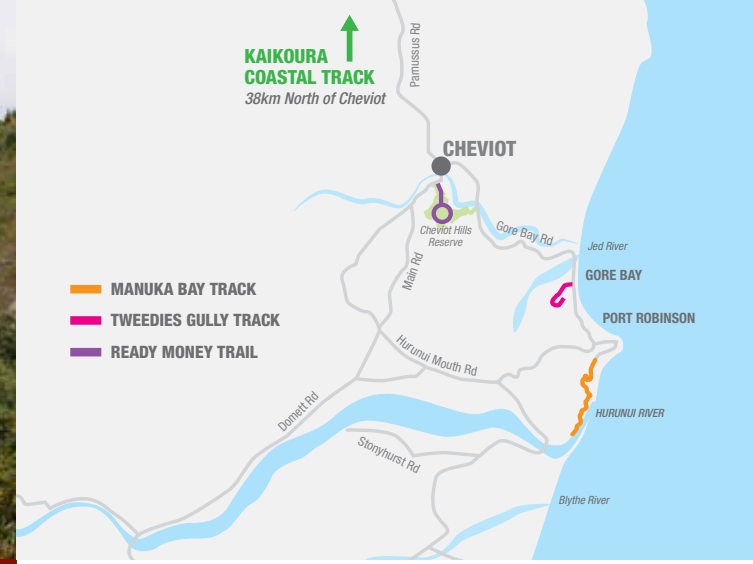 Parnussus Rd
KAIKOURA
COASTAL TRACK
38km North of Cheviot
CHEVIOT
Cheviot Hills
Reserve
Gore Bay Rd
Jed River
Main Rd
GORE BAY
MANUKA BAY TRACK
TWEEDIES GULLY TRACK
READY MONEY TRAIL
PORT ROBINSON
Hurunui Mouth Rd
Domett Rd
HURUNUI RIVER
Stonyhurst Rd
Blythe River